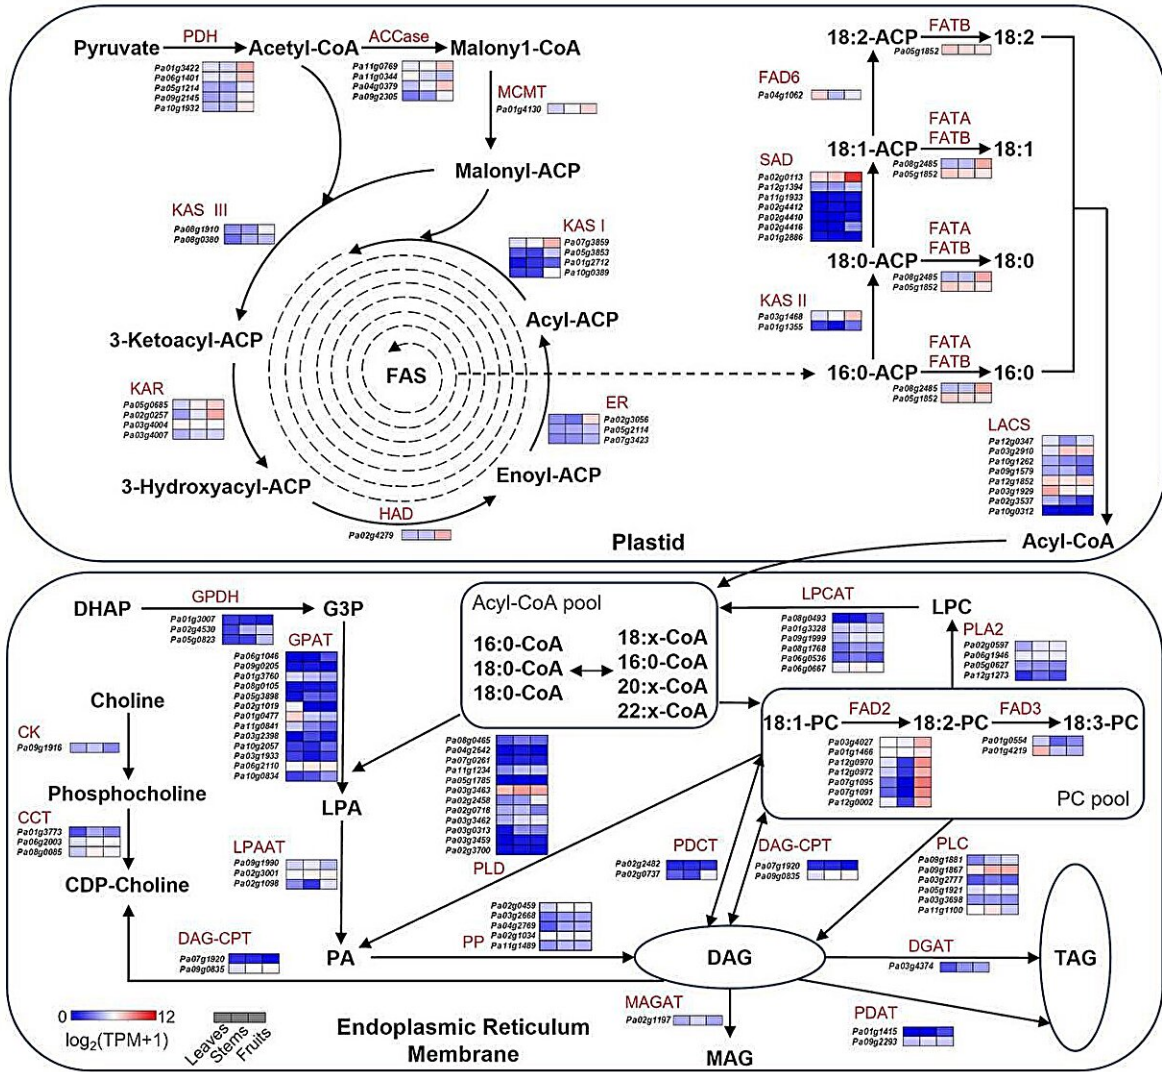 Pyruvate PDH Acetyl-CoA ACCase Malony1-CoA
Pa01g3422
Pa06g1401
Pa05g1214
Pa09g2145
Pa10g1932
Pa11g0769
Pa11g0344
Pa04g0379
Pa09g2305
MCMT
Pa01g4130
Malonyl-ACP
KAS III
Pa08g1910
Pa08g0380
KAS I
Pa07g3859
Pa05g3853
Pa01g2712
Pa10g0389
3-Ketoacyl-ACP
Acyl-ACP
FAS
KAR
Pa05g0685
Pa02g0257
Pa03g4004
Pa03g4007
ER
Pa02g3056
Pa05g2114
Pa07g3423
3-Hydroxyacyl-ACP
Enoyl-ACP
HAD
Pa02g4279
Plastid
18:2-ACP FATB 18:2
Pa05g1852
FAD6
Pa04g1062
18:1-ACP FATA FATB 18:1
Pa08g2485
Pa05g1852
SAD
Pa02g0113
Pa12g1394
Pa11g1933
Pa02g4412
Pa02g4410
Pa02g4416
Pa01g2886
18:0-ACP FATA FATB 18:0
Pa08g2485
Pa05g1852
KAS II
Pa03g1468
Pa01g1355
16:0-ACP FATA FATB 16:0
Pa08g2485
Pa05g1852
LACS
Pa12g0347
Pa03g2910
Pa10g1262
Pa09g1579
Pa12g1852
Pa03g1929
Pa02g3537
Pa10g0312
Acyl-CoA
DHAP GPDH G3P
Pa01g3007
Pa02g4530
Pa05g0823
GPAT
Pa06g1046
Pa09g0205
Pa01g3760
Pa08g0105
Pa05g3898
Pa02g1019
Pa01g0477
Pa11g0841
Pa03g2398
Pa10g2057
Pa03g1933
Pa06g2110
Pa10g0834
Choline
CK
Pa09g1916
Phosphocholine
CCT
Pa01g3773
Pa06g2003
Pa08g0085
CDP-Choline
LPA
LPAAT
Pa09g1990
Pa02g3001
Pa02g1098
DAG-CPT
Pa07g1920
Pa09g0835
PA
Acyl-CoA pool
16:0-CoA
18:0-CoA
18:0-CoA
18:x-CoA
16:0-CoA
20:x-CoA
22:x-CoA
LPCAT
Pa08g0493
Pa01g3328
Pa09g1999
Pa08g1768
Pa06g0536
Pa06g0667
LPC
PLA2
Pa02g0597
Pa06g1946
Pa05g0627
Pa12g1273
18:1-PC FAD2 18:2-PC FAD3 18:3-PC
Pa03g4027
Pa01g1466
Pa12g0970
Pa12g0972
Pa07g1095
Pa07g1091
Pa12g0002
Pa01g0554
Pa01g4219
PC pool
Pa08g0465
Pa04g2642
Pa07g0261
Pa11g1234
Pa05g1785
Pa03g3463
Pa02g2458
Pa02g0718
Pa03g3462
Pa03g0313
Pa03g3459
Pa02g3700
PLD
PDCT
Pa02g2482
Pa02g0737
DAG-CPT
Pa07g1920
Pa09g0835
PLC
Pa09g1881
Pa09g1867
Pa03g2777
Pa05g1921
Pa03g3698
Pa11g1100
PP
Pa02g0459
Pa03g2668
Pa04g2769
Pa02g1034
Pa11g1489
DAG
DGAT
Pa03g4374
TAG
MAGAT
Pa02g1197
MAG
PDAT
Pa01g1415
Pa09g2293
0 12
log₂(TPM+1)
Leaves
Stems
Fruits
Endoplasmic Reticulum
Membrane